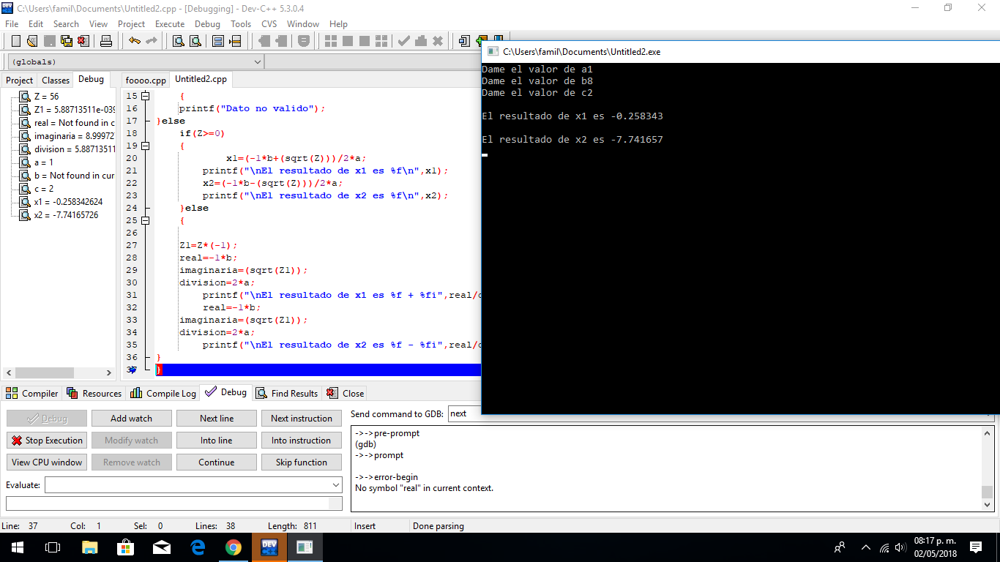 C:\Users\famil\Documents\Untitled2.cpp - [Debugging] - Dev-C++ 5.3.0.4
File Edit Search View Project Execute Debug Tools CVS Window Help
(globals)
Project Classes Debug
Z = 56
Z1 = 5.88713511e-039
real = Not found in c
imaginaria = 8.999727
division = 5.88713511
a = 1
b = Not found in cur
c = 2
x1 = -0.258342624
x2 = -7.74165726
foooo.cpp Untitled2.cpp
15 {
16 printf("Dato no valido");
17 }else
18 if(Z>=0)
19 {
20 x1=(-1*b+(sqrt(Z)))/2*a;
21 printf("\nEl resultado de x1 es %f\n",x1);
22 x2=(-1*b-(sqrt(Z)))/2*a;
23 printf("\nEl resultado de x2 es %f\n",x2);
24 }else
25 {
26
27 Z1=Z*(-1);
28 real=-1*b;
29 imaginaria=(sqrt(Z1));
30 division=2*a;
31 printf("\nEl resultado de x1 es %f + %fi",real/
32 real=-1*b;
33 imaginaria=(sqrt(Z1));
34 division=2*a;
35 printf("\nEl resultado de x2 es %f - %fi",real/
36 }
37 }
C:\Users\famil\Documents\Untitled2.exe
Dame el valor de a1
Dame el valor de b8
Dame el valor de c2
El resultado de x1 es -0.258343
El resultado de x2 es -7.741657
Compiler Resources Compile Log Debug Find Results Close
Debug Add watch Next line Next instruction
Stop Execution Modify watch Into line Into instruction
View CPU window Remove watch Continue Skip function
Evaluate:
Send command to GDB: next
->->pre-prompt
(gdb)
->->prompt
->->error-begin
No symbol "real" in current context.
Line: 37 Col: 1 Sel: 0 Lines: 38 Length: 811 Insert Done parsing
DEV
08:17 p. m.
02/05/2018